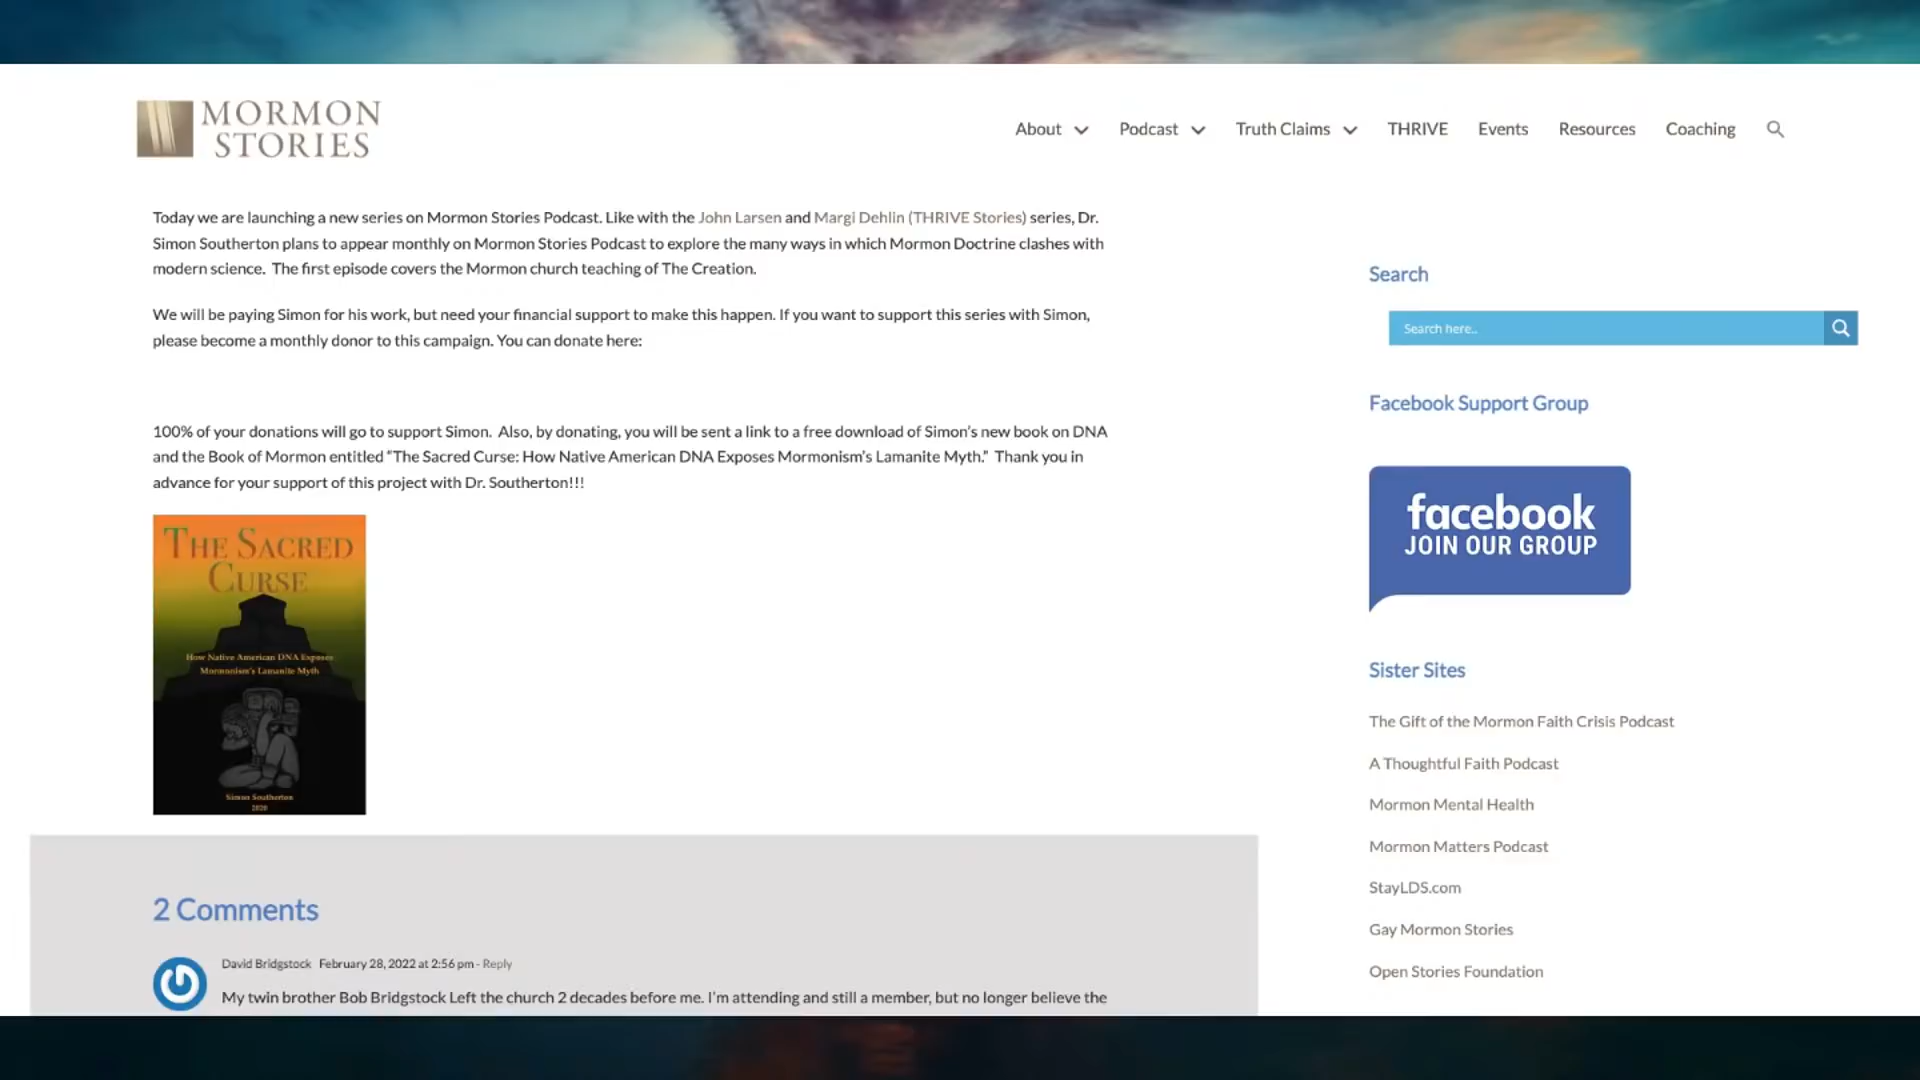 MORMON
STORIES
About
Podcast
Truth Claims
THRIVE
Events
Resources
Coaching
Today we are launching a new series on Mormon Stories Podcast. Like with the John Larsen and Margi Dehlin (THRIVE Stories) series, Dr.
Simon Southerton plans to appear monthly on Mormon Stories Podcast to explore the many ways in which Mormon Doctrine clashes with
modern science. The first episode covers the Mormon church teaching of The Creation.
We will be paying Simon for his work, but need your financial support to make this happen. If you want to support this series with Simon,
please become a monthly donor to this campaign. You can donate here:
100% of your donations will go to support Simon. Also, by donating, you will be sent a link to a free download of Simon's new book on DNA
and the Book of Mormon entitled "The Sacred Curse: How Native American DNA Exposes Mormonism's Lamanite Myth." Thank you in
advance for your support of this project with Dr. Southerton!!!
THE SACRED
CURSE
How Native American DNA Exposes
Mormonism's Lamanite Myth
Simon Southerton
2020
2 Comments
David Bridgstock February 28, 2022 at 2:56 pm - Reply
My twin brother Bob Bridgstock Left the church 2 decades before me. I'm attending and still a member, but no longer believe the
Search
Search here..
Facebook Support Group
facebook
JOIN OUR GROUP
Sister Sites
The Gift of the Mormon Faith Crisis Podcast
A Thoughtful Faith Podcast
Mormon Mental Health
Mormon Matters Podcast
StayLDS.com
Gay Mormon Stories
Open Stories Foundation